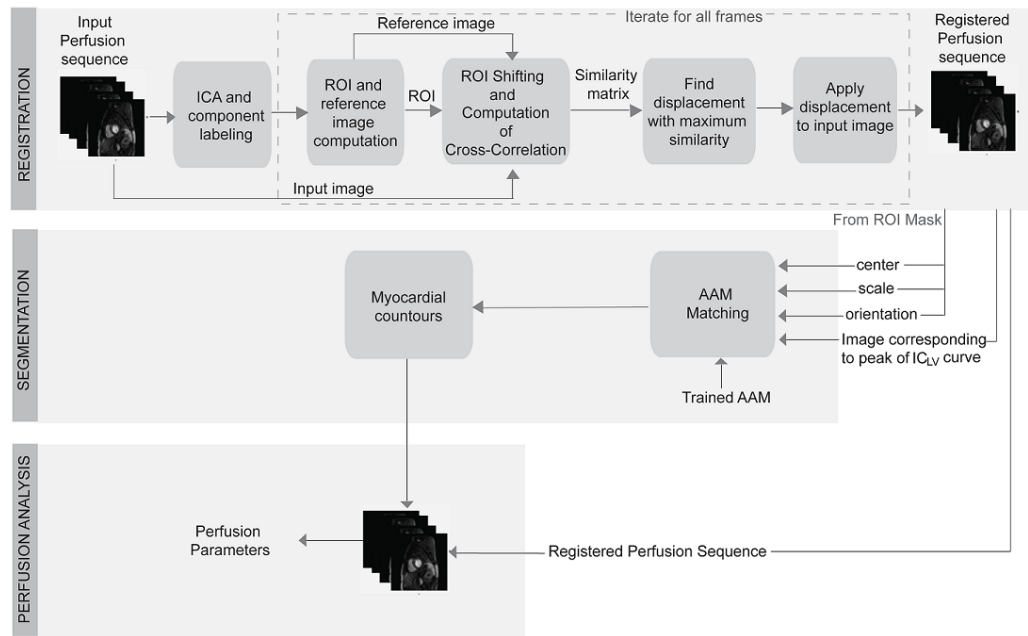 Input
Perfusion
sequence
Reference image
Iterate for all frames
Registered
Perfusion
sequence
REGISTRATION
ICA and
component
labeling
ROI and
reference
image
computation
ROI
ROI Shifting
and
Computation
of
Cross-Correlation
Similarity
matrix
Find
displacement
with maximum
similarity
Apply
displacement
to input image
Input image
From ROI Mask
SEGMENTATION
Myocardial
countours
AAM
Matching
center
scale
orientation
Image corresponding
to peak of ICLV curve
Trained AAM
PERFUSION ANALYSIS
Perfusion
Parameters
Registered Perfusion Sequence